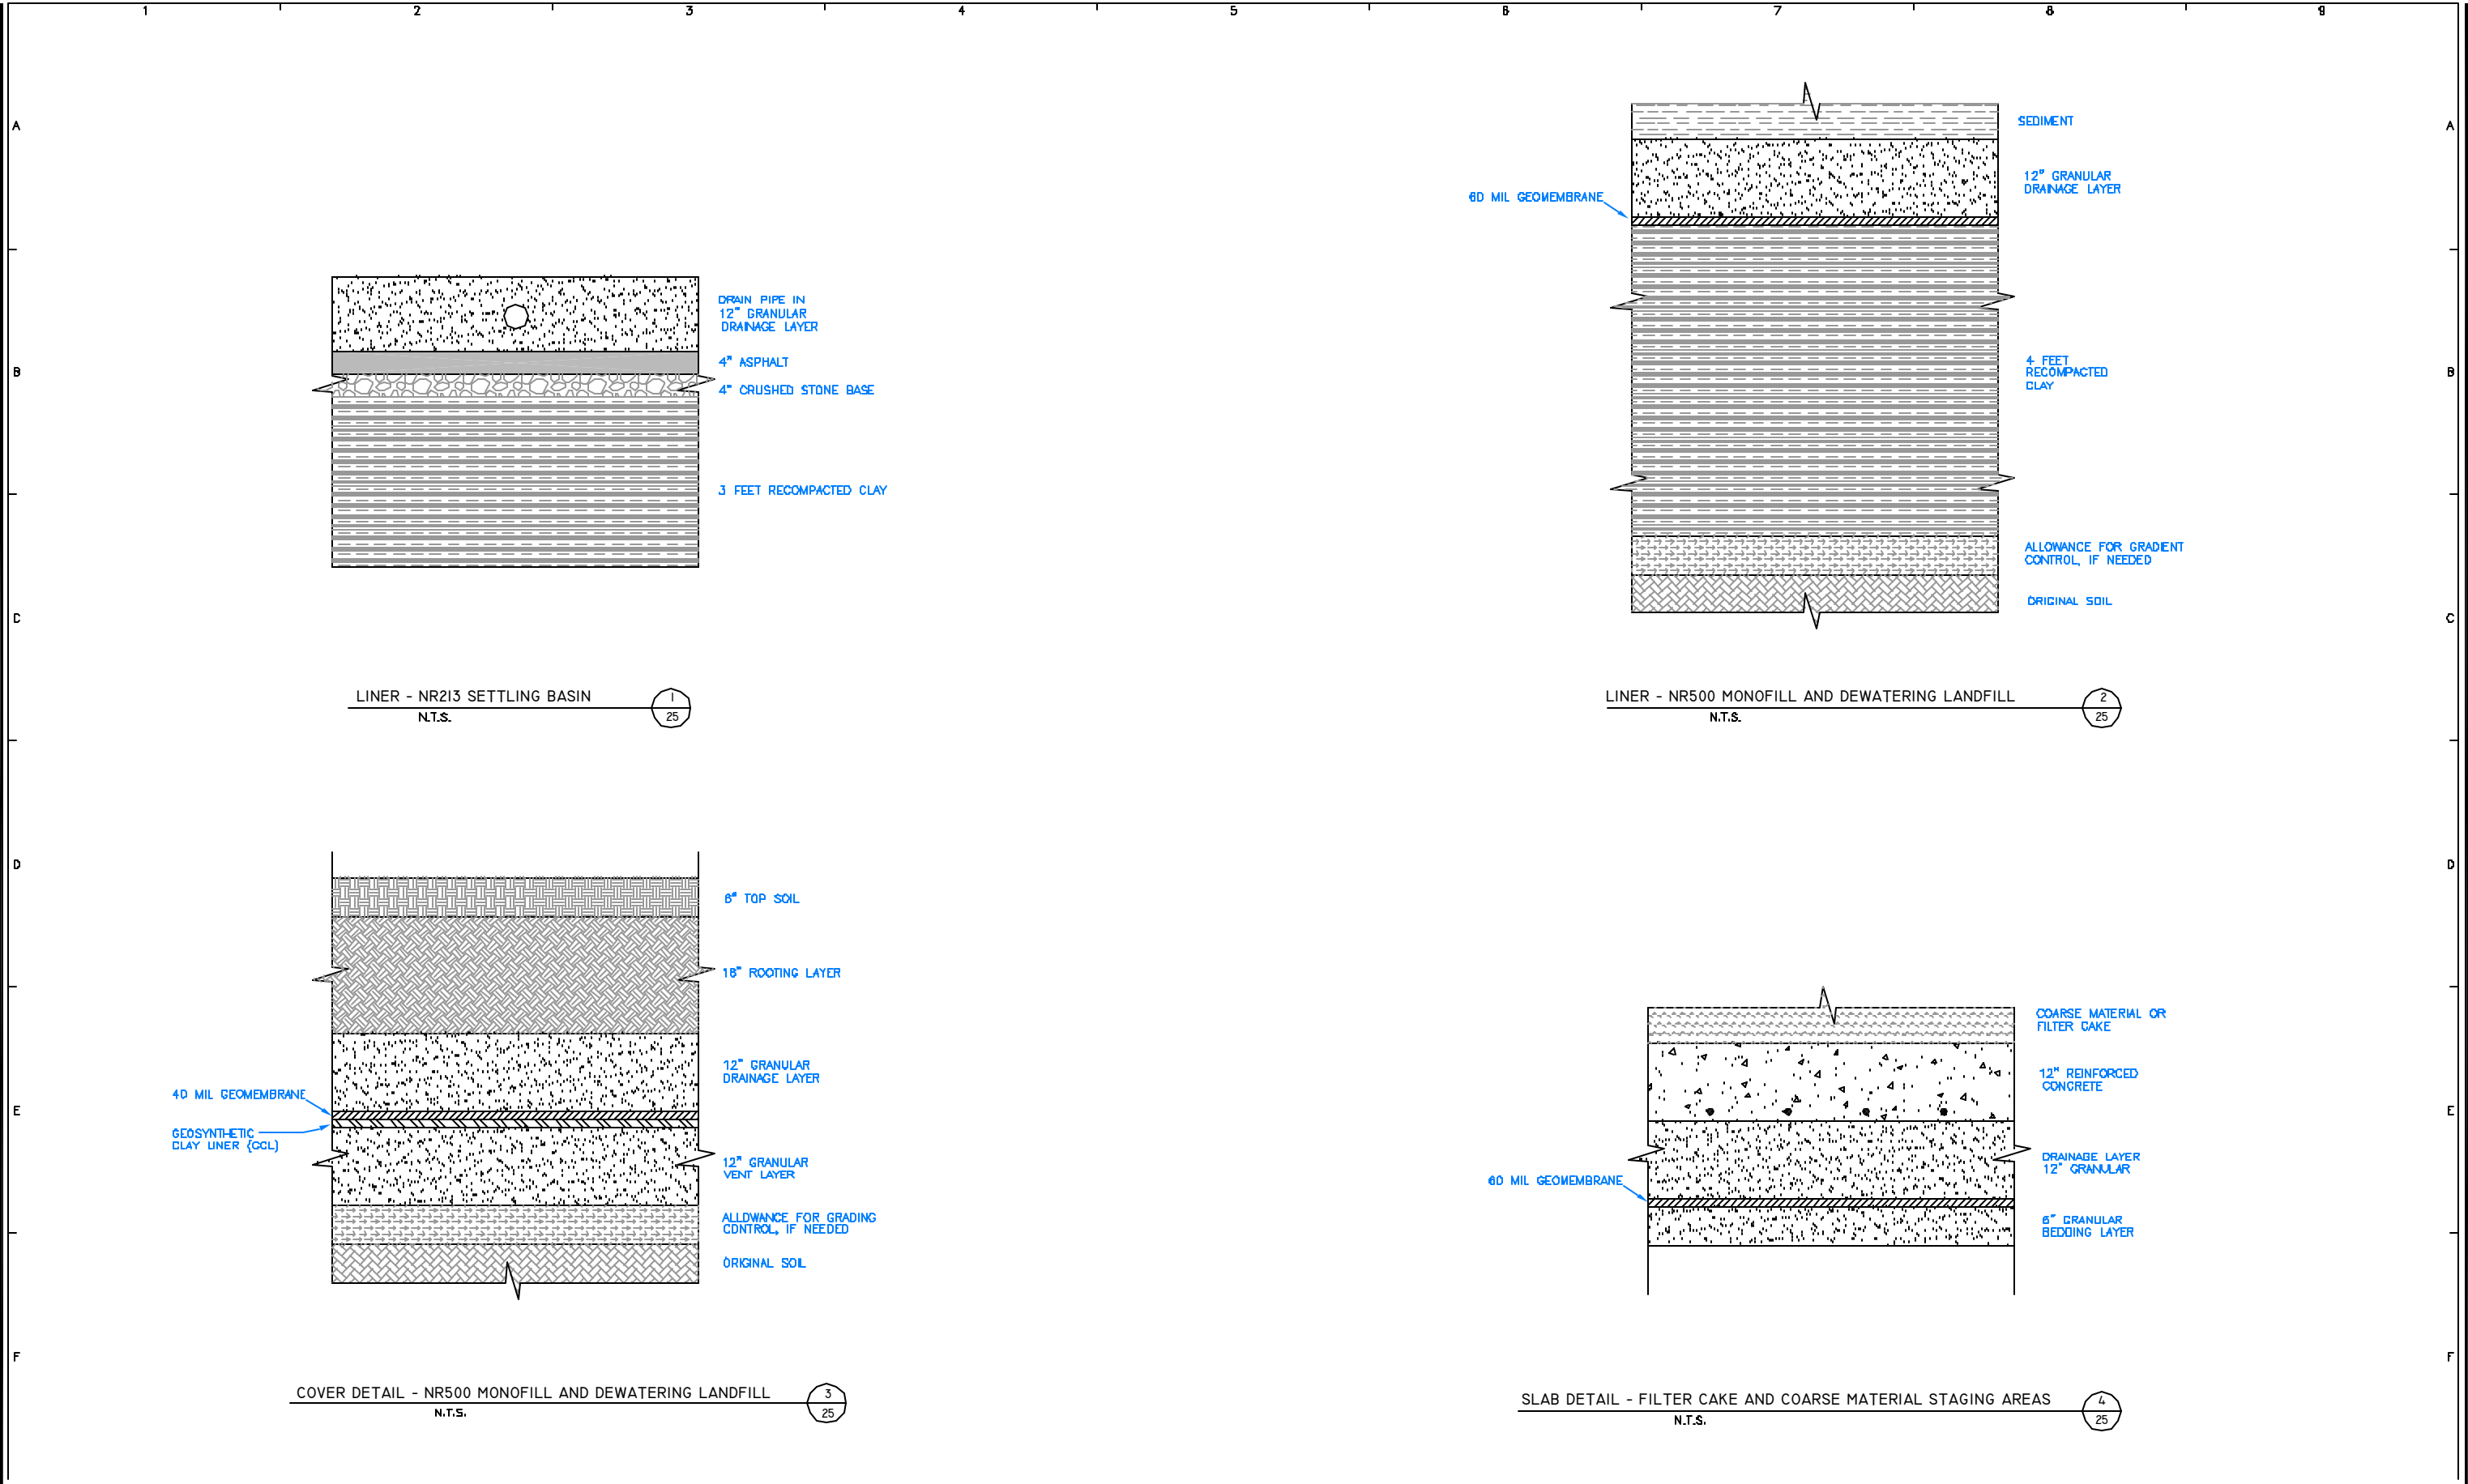 1 2 3 4 5 6 7 8 9
A A
B B
C C
D D
E E
F F
DRAIN PIPE IN
12" GRANULAR
DRAINAGE LAYER
4" ASPHALT
4" CRUSHED STONE BASE
3 FEET RECOMPACTED CLAY
LINER - NR213 SETTLING BASIN
N.T.S.
1
25
SEDIMENT
12" GRANULAR
DRAINAGE LAYER
60 MIL GEOMEMBRANE
4 FEET
RECOMPACTED
CLAY
ALLOWANCE FOR GRADIENT
CONTROL, IF NEEDED
ORIGINAL SOIL
LINER - NR500 MONOFILL AND DEWATERING LANDFILL
N.T.S.
2
25
6" TOP SOIL
18" ROOTING LAYER
12" GRANULAR
DRAINAGE LAYER
40 MIL GEOMEMBRANE
GEOSYNTHETIC
CLAY LINER (GCL)
12" GRANULAR
VENT LAYER
ALLOWANCE FOR GRADING
CONTROL, IF NEEDED
ORIGINAL SOIL
COVER DETAIL - NR500 MONOFILL AND DEWATERING LANDFILL
N.T.S.
3
25
COARSE MATERIAL OR
FILTER CAKE
12" REINFORCED
CONCRETE
DRAINAGE LAYER
12" GRANULAR
60 MIL GEOMEMBRANE
6" GRANULAR
BEDDING LAYER
SLAB DETAIL - FILTER CAKE AND COARSE MATERIAL STAGING AREAS
N.T.S.
4
25